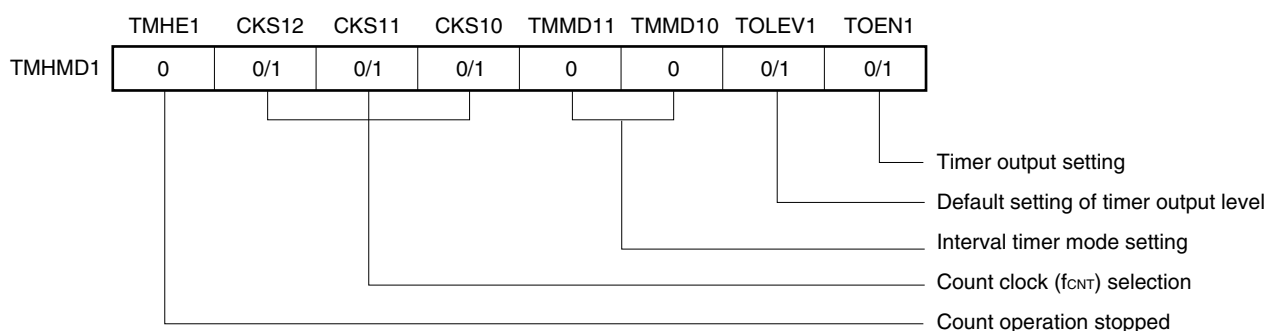 TMHE1 CKS12 CKS11 CKS10 TMMD11 TMMD10 TOLEV1 TOEN1
TMHMD1 0 0/1 0/1 0/1 0 0 0/1 0/1
Timer output setting
Default setting of timer output level
Interval timer mode setting
Count clock (fCNT) selection
Count operation stopped